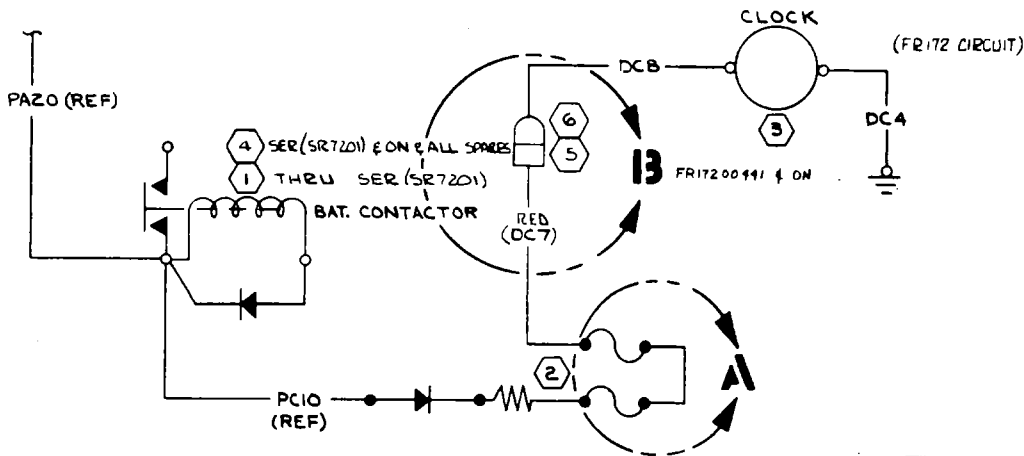 CLOCK
(FR172 CIRCUIT)
DC8
PA20 (REF)
6
3
DC4
4 SER (SR7201) & ON & ALL SPARES
5
1 THRU SER (SR7201)
B FR17200441 & ON
BAT. CONTACTOR
RED
(DC7)
2
A
PC10
(REF)